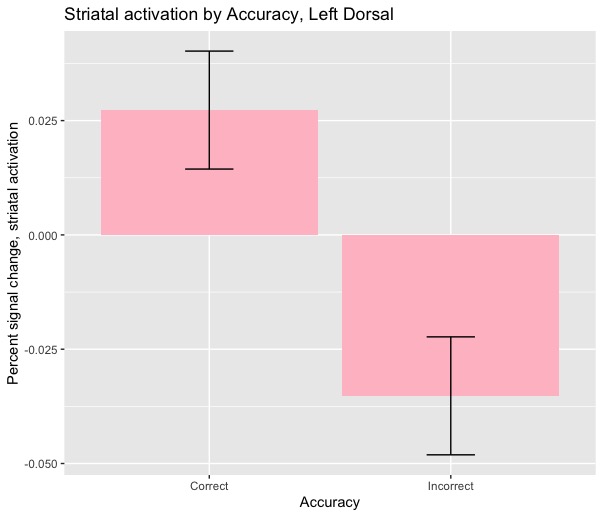 Striatal activation by Accuracy, Left Dorsal
Percent signal change, striatal activation
0.025
0.000
-0.025
-0.050
Correct
Incorrect
Accuracy